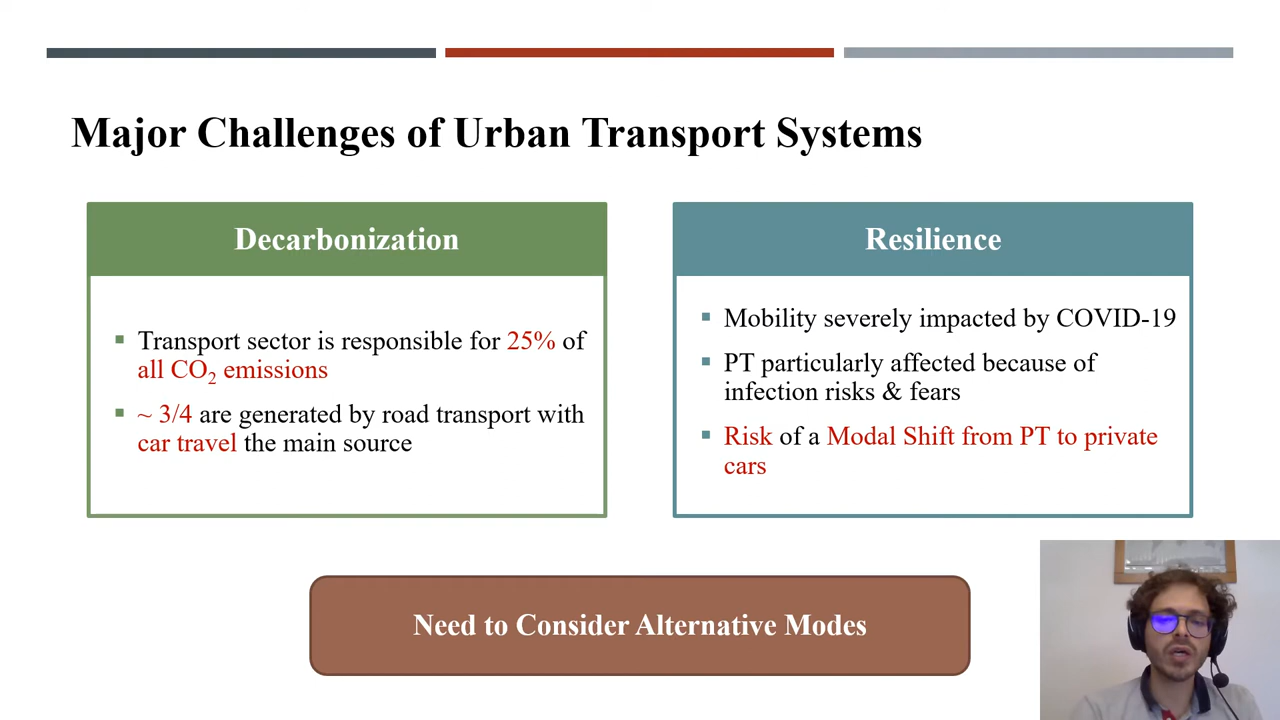 Major Challenges of Urban Transport Systems
Decarbonization
Transport sector is responsible for 25% of
all CO₂ emissions
~ 3/4 are generated by road transport with
car travel the main source
Resilience
Mobility severely impacted by COVID-19
PT particularly affected because of
infection risks & fears
Risk of a Modal Shift from PT to private
cars
Need to Consider Alternative Modes